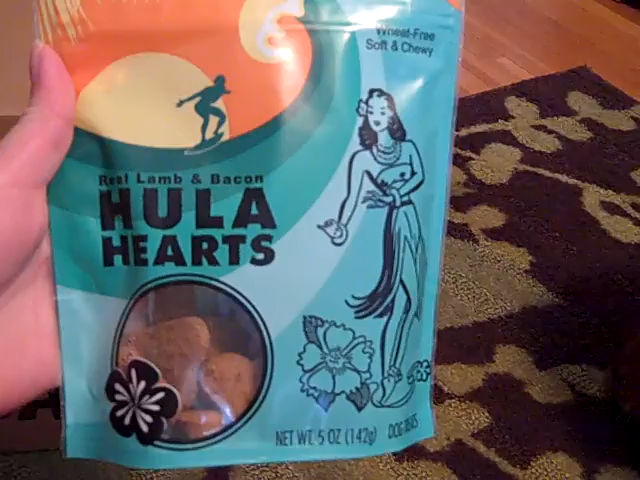 Wheat-Free
Soft & Chewy
Real Lamb & Bacon
HULA
HEARTS
NET WT. 5 OZ (142g) DOG TREATS